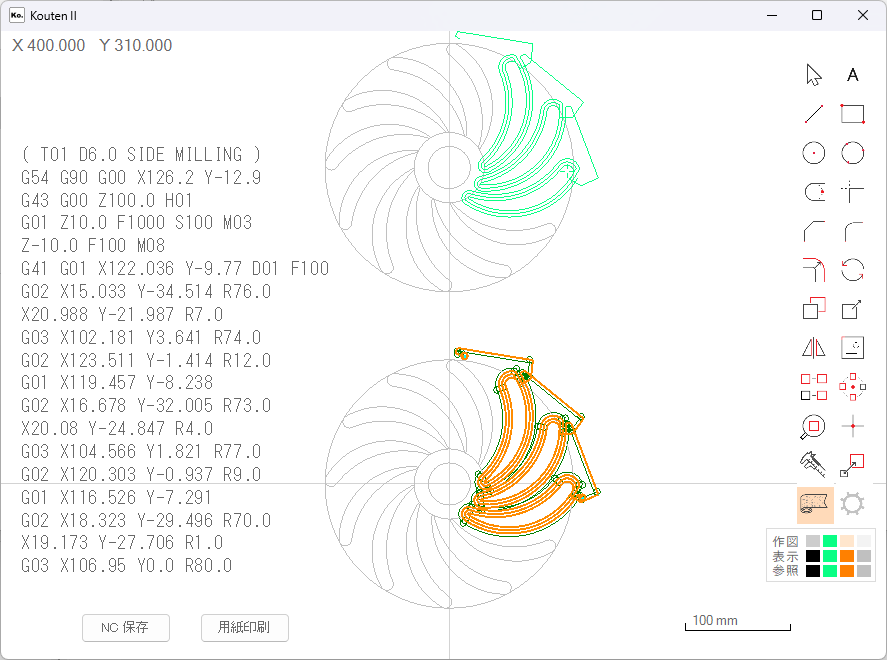 Ko. Kouten II
X 400.000 Y 310.000
A
( T01 D6.0 SIDE MILLING )
G54 G90 G00 X126.2 Y-12.9
G43 G00 Z100.0 H01
G01 Z10.0 F1000 S100 M03
Z-10.0 F100 M08
G41 G01 X122.036 Y-9.77 D01 F100
G02 X15.033 Y-34.514 R76.0
X20.988 Y-21.987 R7.0
G03 X102.181 Y3.641 R74.0
G02 X123.511 Y-1.414 R12.0
G01 X119.457 Y-8.238
G02 X16.678 Y-32.005 R73.0
X20.08 Y-24.847 R4.0
G03 X104.566 Y1.821 R77.0
G02 X120.303 Y-0.937 R9.0
G01 X116.526 Y-7.291
G02 X18.323 Y-29.496 R70.0
X19.173 Y-27.706 R1.0
G03 X106.95 Y0.0 R80.0
作図
表示
参照
NC 保存
用紙印刷
100 mm